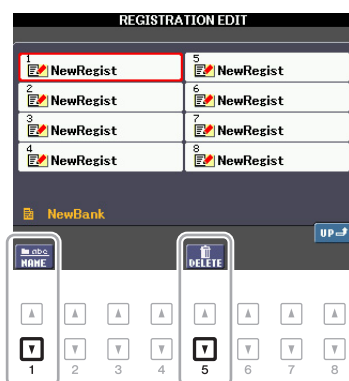 REGISTRATION EDIT
1 NewRegist
2 NewRegist
3 NewRegist
4 NewRegist
5 NewRegist
6 NewRegist
7 NewRegist
8 NewRegist
NewBank
UP
abc
NAME
DELETE
1 2 3 4 5 6 7 8